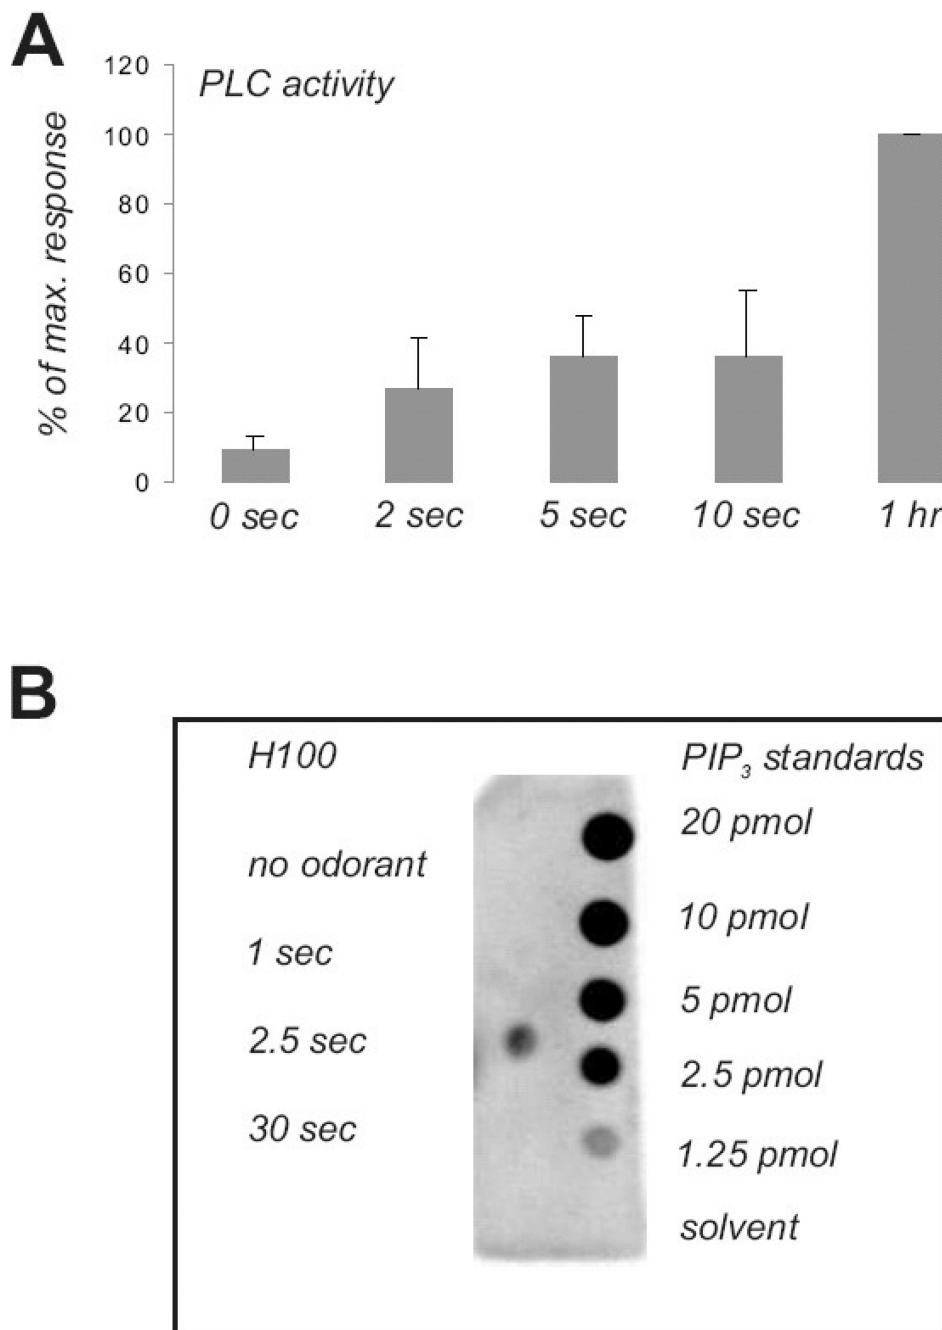 A
PLC activity
% of max. response
120
100
80
60
40
20
0
0 sec
2 sec
5 sec
10 sec
1 hr
B
H100
no odorant
1 sec
2.5 sec
30 sec
PIP₃ standards
20 pmol
10 pmol
5 pmol
2.5 pmol
1.25 pmol
solvent